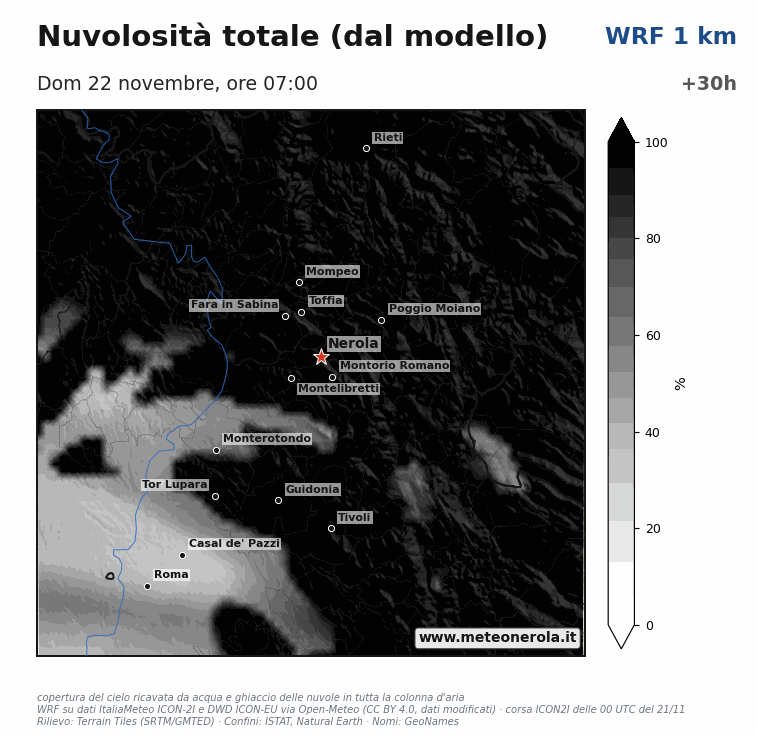 Nuvolosità totale (dal modello)
WRF 1 km
Dom 22 novembre, ore 07:00
+30h
Rieti
Mompeo
Toffia
Fara in Sabina
Poggio Moiano
Nerola
Montorio Romano
Montelibretti
Monterotondo
Tor Lupara
Guidonia
Tivoli
Casal de' Pazzi
Roma
www.meteonerola.it
100
80
60
40
20
0
%
copertura del cielo ricavata da acqua e ghiaccio delle nuvole in tutta la colonna d'aria
WRF su dati ItaliaMeteo ICON-2I e DWD ICON-EU via Open-Meteo (CC BY 4.0, dati modificati) · corsa ICON2I delle 00 UTC del 21/11
Rilievo: Terrain Tiles (SRTM/GMTED) · Confini: ISTAT, Natural Earth · Nomi: GeoNames